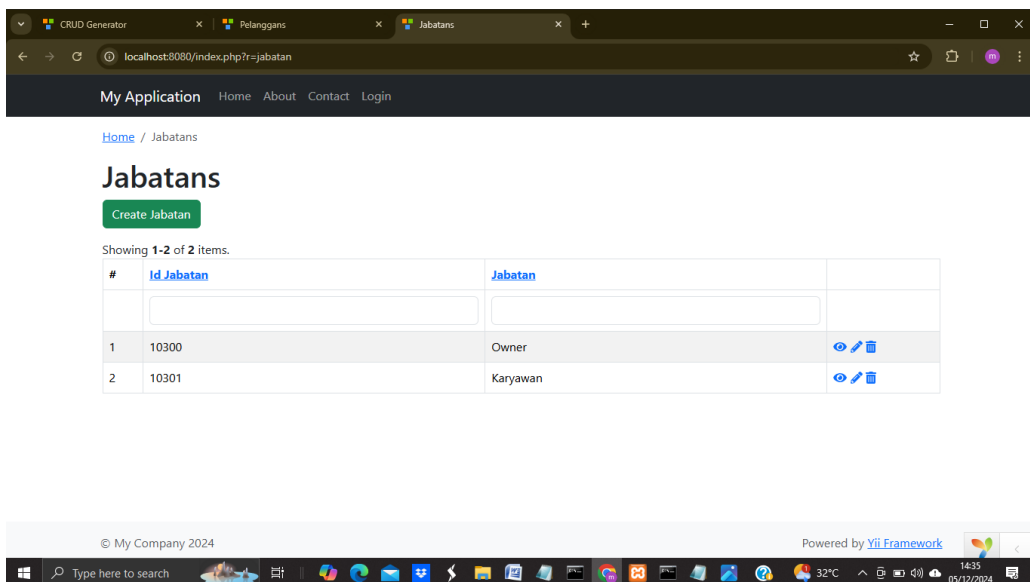 CRUD Generator
Pelanggans
Jabatans
localhost:8080/index.php?r=jabatan
m
My Application Home About Contact Login
Home / Jabatans
Jabatans
Create Jabatan
Showing 1-2 of 2 items.
# Id Jabatan Jabatan
1 10300 Owner
2 10301 Karyawan
© My Company 2024 Powered by Yii Framework
Type here to search 32°C 14:35
05/12/2024